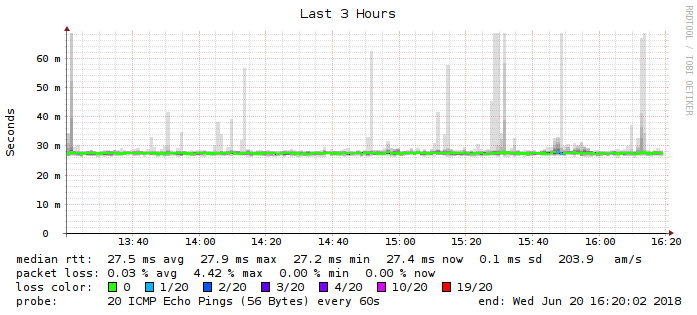 Last 3 Hours
RRDTOOL / TOBI OETIKER
Seconds
60 m
50 m
40 m
30 m
20 m
10 m
0
13:40 14:00 14:20 14:40 15:00 15:20 15:40 16:00 16:20
median rtt: 27.5 ms avg 27.9 ms max 27.2 ms min 27.4 ms now 0.1 ms sd 203.9 am/s
packet loss: 0.03 % avg 4.42 % max 0.00 % min 0.00 % now
loss color: 0 1/20 2/20 3/20 4/20 10/20 19/20
probe: 20 ICMP Echo Pings (56 Bytes) every 60s end: Wed Jun 20 16:20:02 2018